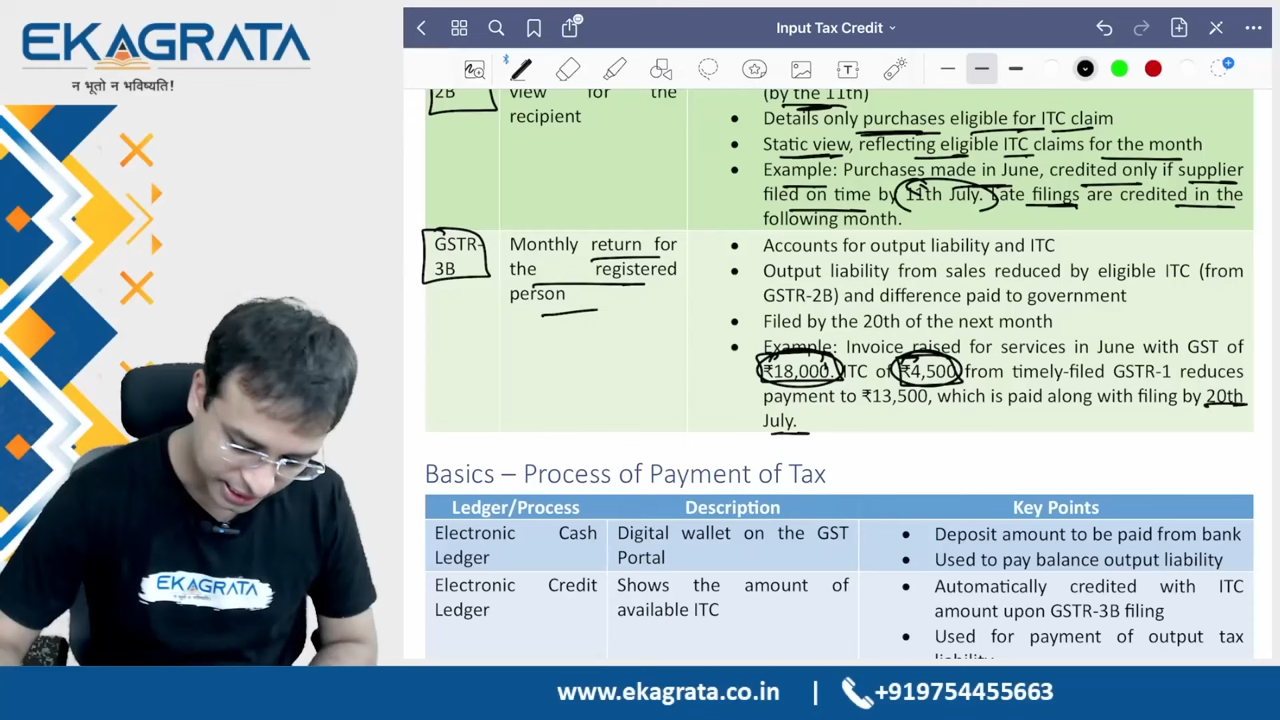 EKAGRATA
न भूतो न भविष्यति!
Input Tax Credit
2B
view for the
recipient
(by the 11th)
• Details only purchases eligible for ITC claim
• Static view, reflecting eligible ITC claims for the month
• Example: Purchases made in June, credited only if supplier
filed on time by 11th July. Late filings are credited in the
following month.
GSTR-
3B
Monthly return for
the registered
person
• Accounts for output liability and ITC
• Output liability from sales reduced by eligible ITC (from
GSTR-2B) and difference paid to government
• Filed by the 20th of the next month
• Example: Invoice raised for services in June with GST of
₹18,000. ITC of ₹4,500 from timely-filed GSTR-1 reduces
payment to ₹13,500, which is paid along with filing by 20th
July.
Basics – Process of Payment of Tax
Ledger/Process Description Key Points
Electronic Cash
Ledger
Digital wallet on the GST
Portal
• Deposit amount to be paid from bank
• Used to pay balance output liability
Electronic Credit
Ledger
Shows the amount of
available ITC
• Automatically credited with ITC
amount upon GSTR-3B filing
• Used for payment of output tax
EKAGRATA
www.ekagrata.co.in | +919754455663